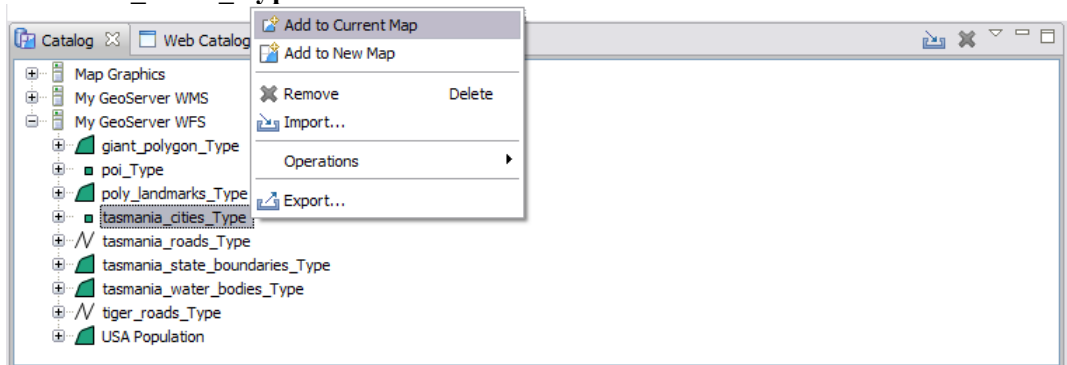 Add to Current Map
Catalog
Web Catalog
Add to New Map
Map Graphics
My GeoServer WMS
Remove Delete
My GeoServer WFS
Import...
giant_polygon_Type
poi_Type
Operations
poly_landmarks_Type
Export...
tasmania_cities_Type
tasmania_roads_Type
tasmania_state_boundaries_Type
tasmania_water_bodies_Type
tiger_roads_Type
USA Population